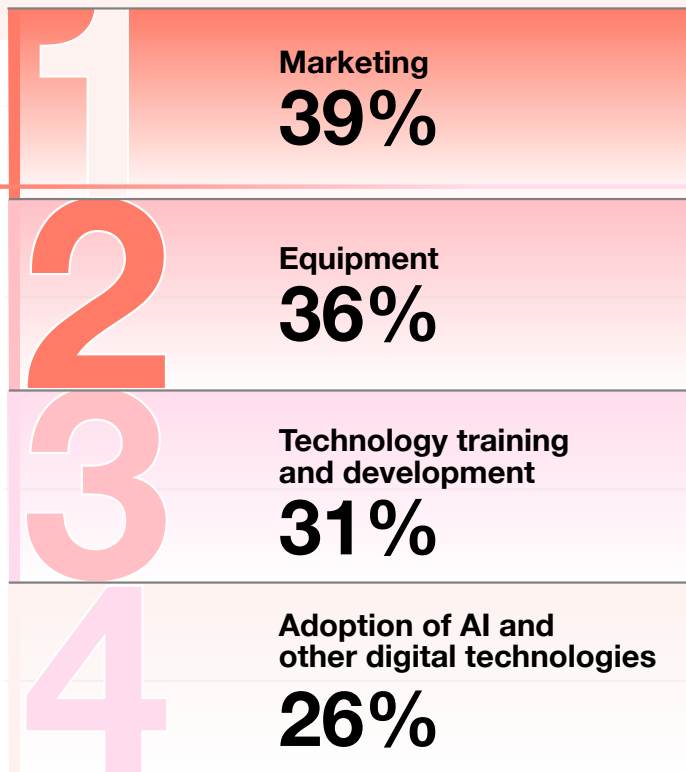 1
Marketing
39%
2
Equipment
36%
3
Technology training
and development
31%
4
Adoption of AI and
other digital technologies
26%